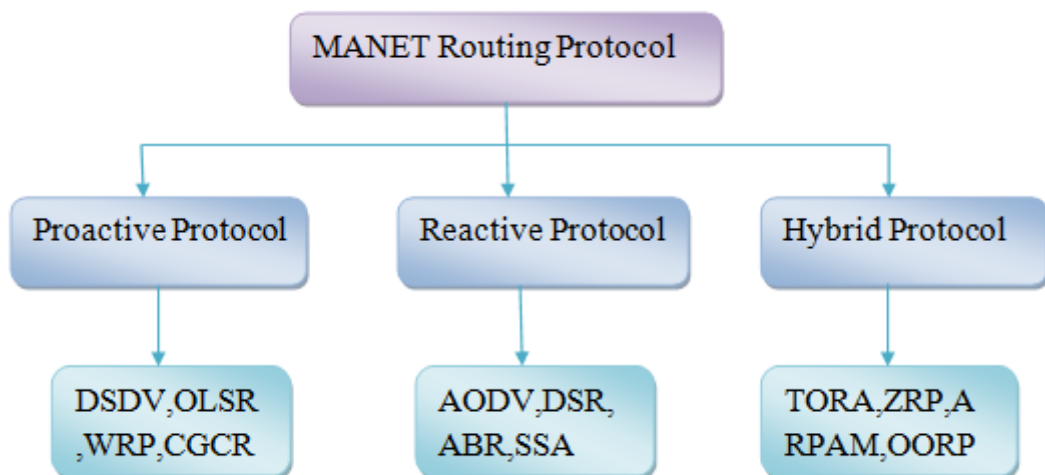 MANET Routing Protocol
Proactive Protocol
Reactive Protocol
Hybrid Protocol
DSDV,OLSR
,WRP,CGCR
AODV,DSR,
ABR,SSA
TORA,ZRP,A
RPAM,OORP